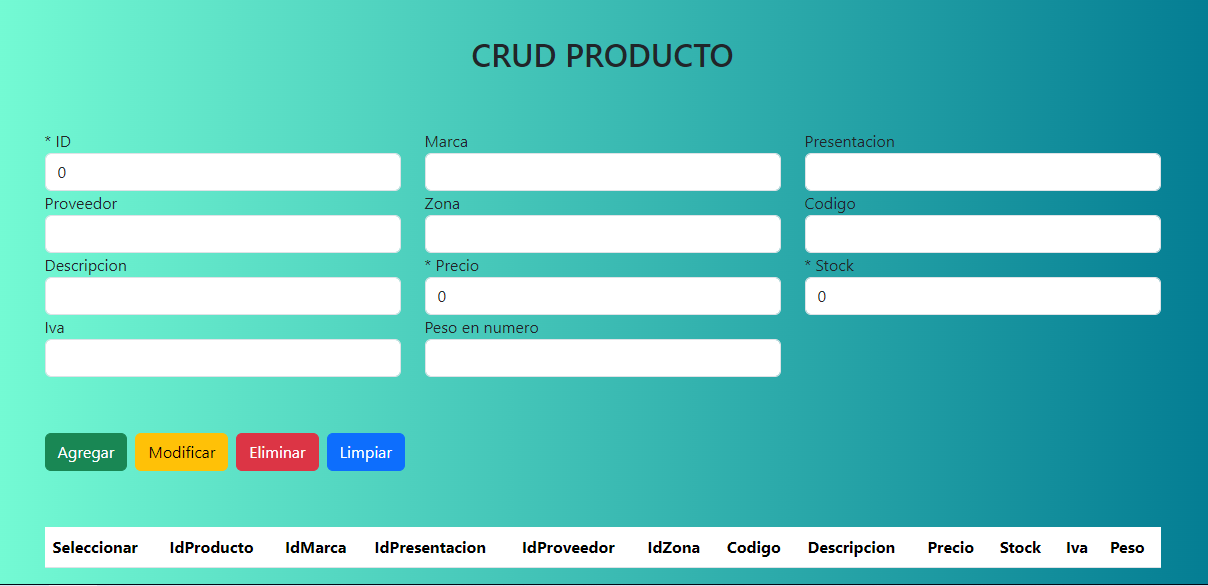 CRUD PRODUCTO
* ID Marca Presentacion
0
Proveedor Zona Codigo
Descripcion * Precio * Stock
0 0
Iva Peso en numero
Agregar Modificar Eliminar Limpiar
Seleccionar IdProducto IdMarca IdPresentacion IdProveedor IdZona Codigo Descripcion Precio Stock Iva Peso